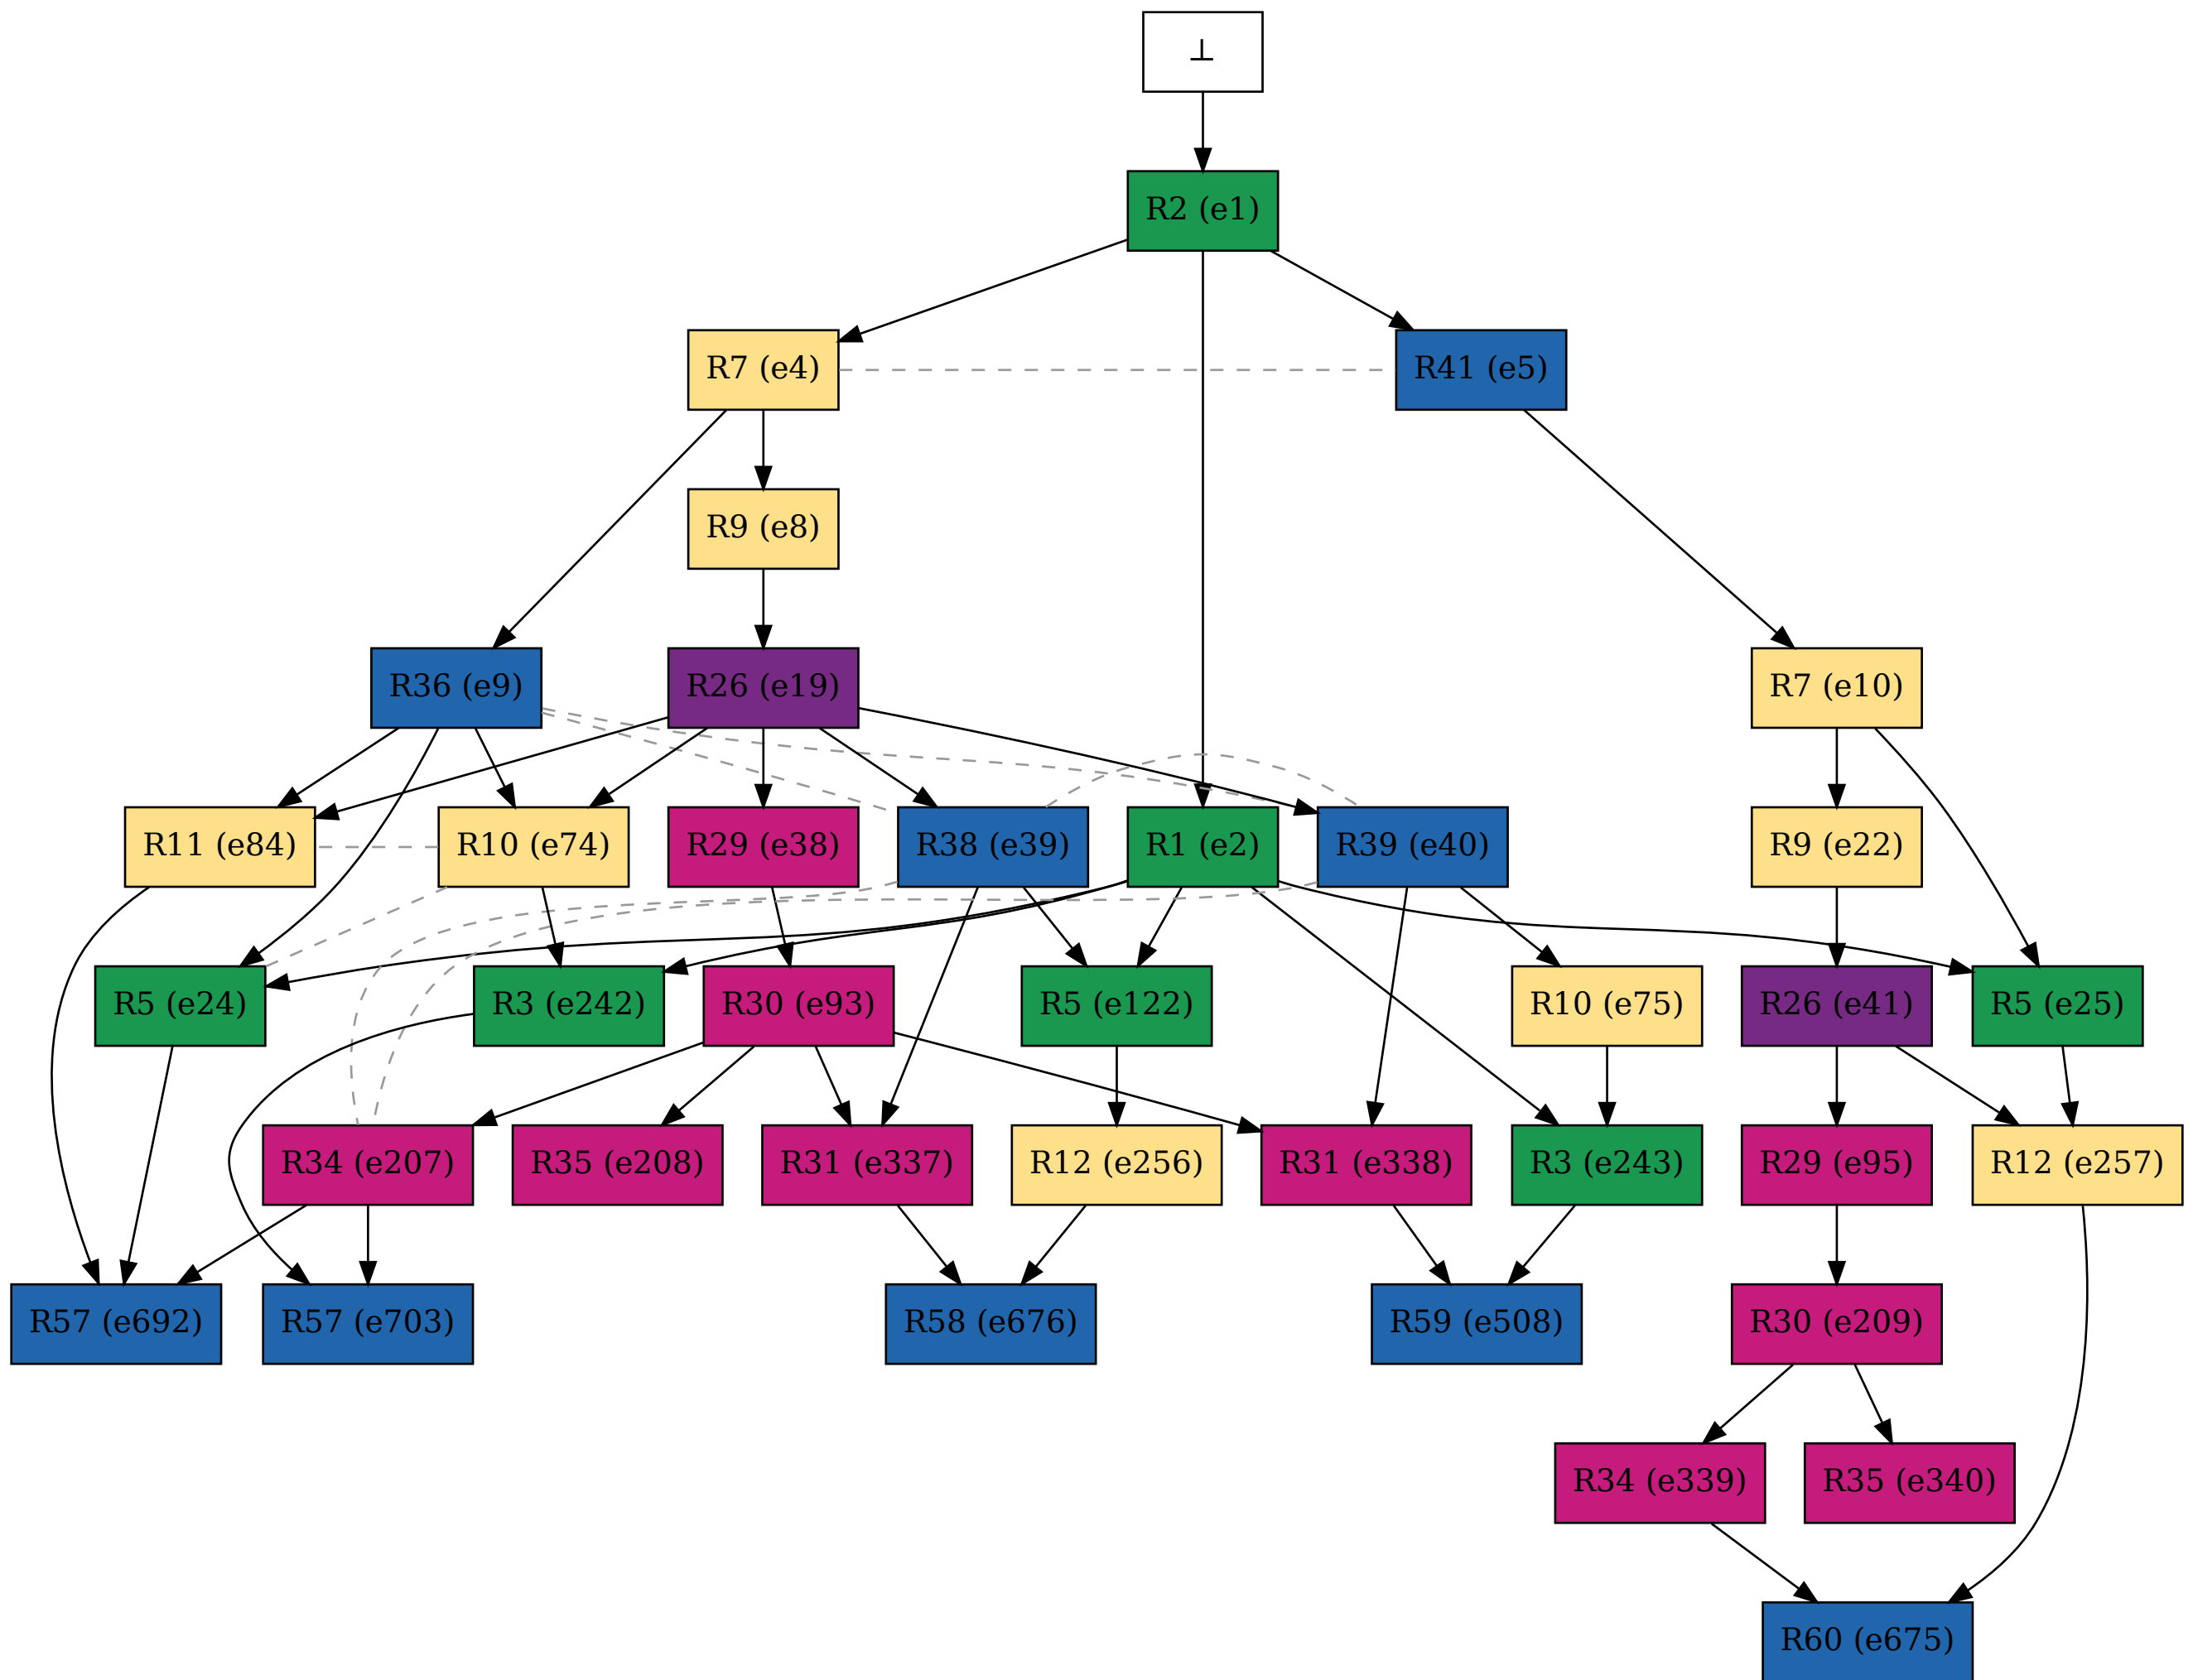 ⊥
R2 (e1)
R7 (e4)
R41 (e5)
R9 (e8)
R36 (e9)
R26 (e19)
R7 (e10)
R11 (e84)
R10 (e74)
R29 (e38)
R38 (e39)
R1 (e2)
R39 (e40)
R9 (e22)
R5 (e24)
R3 (e242)
R30 (e93)
R5 (e122)
R10 (e75)
R26 (e41)
R5 (e25)
R34 (e207)
R35 (e208)
R31 (e337)
R12 (e256)
R31 (e338)
R3 (e243)
R29 (e95)
R12 (e257)
R57 (e692)
R57 (e703)
R58 (e676)
R59 (e508)
R30 (e209)
R34 (e339)
R35 (e340)
R60 (e675)